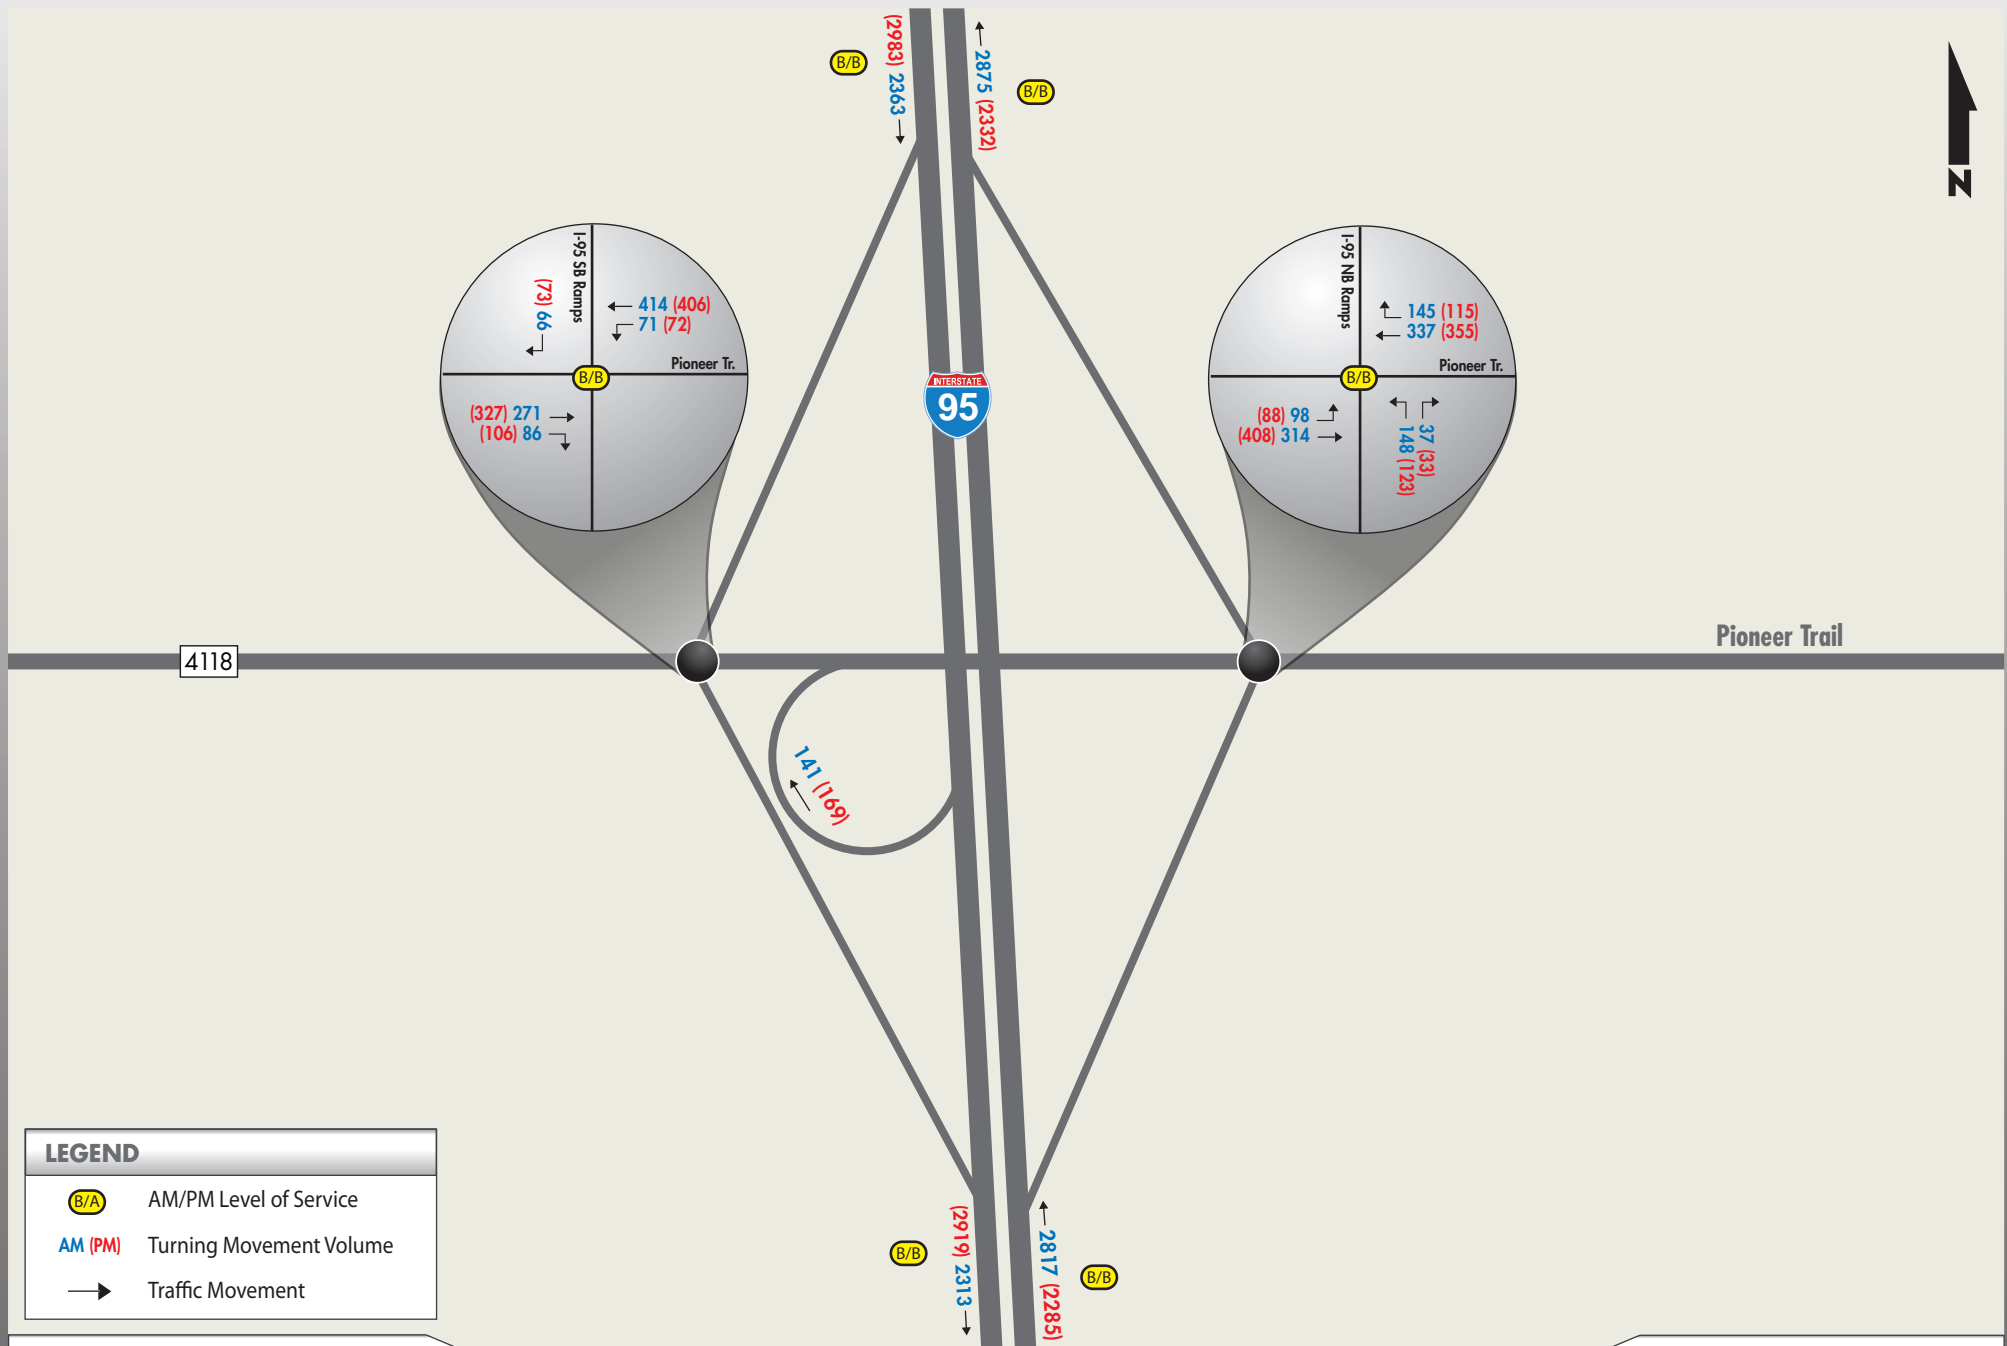 (2983) 2363
2875 (2332)
B/B
B/B
N
I-95 SB Ramps
(73) 66
414 (406)
71 (72)
Pioneer Tr.
B/B
(327) 271
(106) 86
I-95 NB Ramps
145 (115)
337 (355)
Pioneer Tr.
B/B
(88) 98
(408) 314
148 (123)
37 (33)
INTERSTATE
95
4118
Pioneer Trail
141 (169)
LEGEND
B/A AM/PM Level of Service
AM (PM) Turning Movement Volume
Traffic Movement
B/B
(2919) 2313
2817 (2285)
B/B